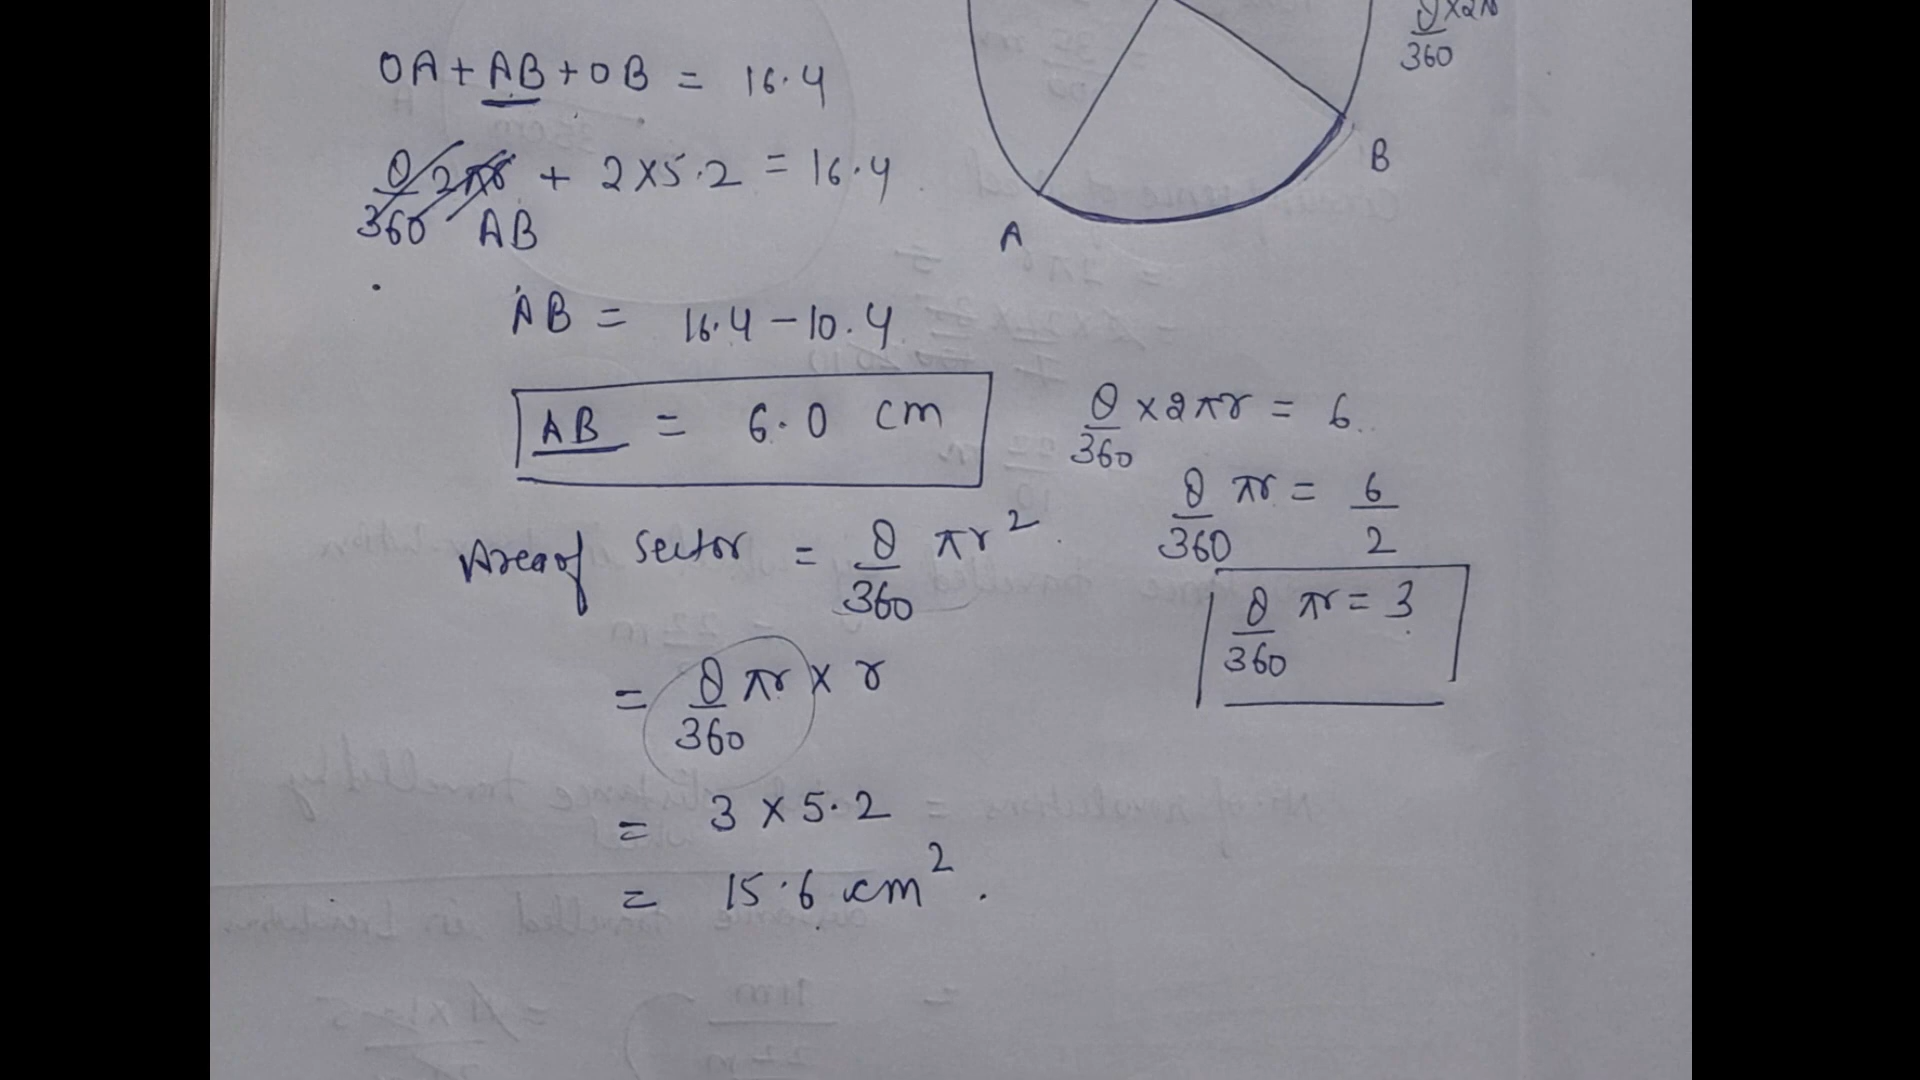 θ×2π
360
OA + AB + OB = 16.4
B
θ/360 2πr + 2×5.2 = 16.4
AB
A
AB = 16.4 - 10.4
AB = 6.0 cm
θ/360 × 2πr = 6
θ/360 πr = 6/2
Area of sector = θ/360 πr²
θ/360 πr = 3
= θ/360 πr × r
= 3 × 5.2
= 15.6 cm².